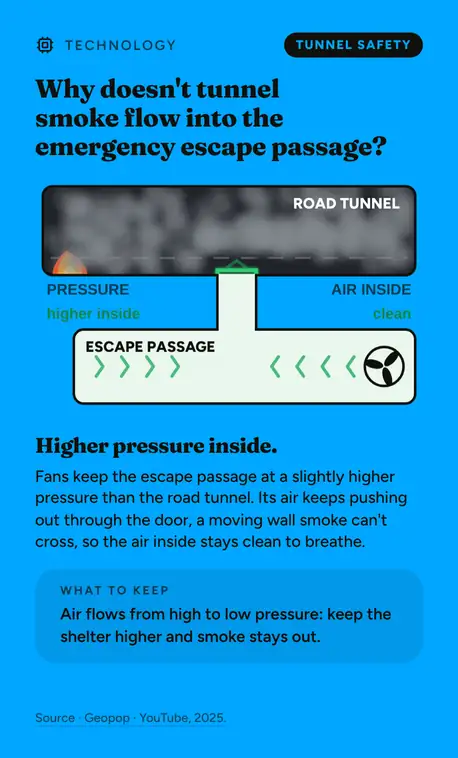 TECHNOLOGY
TUNNEL SAFETY
Why doesn't tunnel
smoke flow into the
emergency escape passage?
ROAD TUNNEL
PRESSURE
higher inside
AIR INSIDE
clean
ESCAPE PASSAGE
Higher pressure inside.
Fans keep the escape passage at a slightly higher
pressure than the road tunnel. Its air keeps pushing
out through the door, a moving wall smoke can't
cross, so the air inside stays clean to breathe.
WHAT TO KEEP
Air flows from high to low pressure: keep the
shelter higher and smoke stays out.
Source · Geopop · YouTube, 2025.